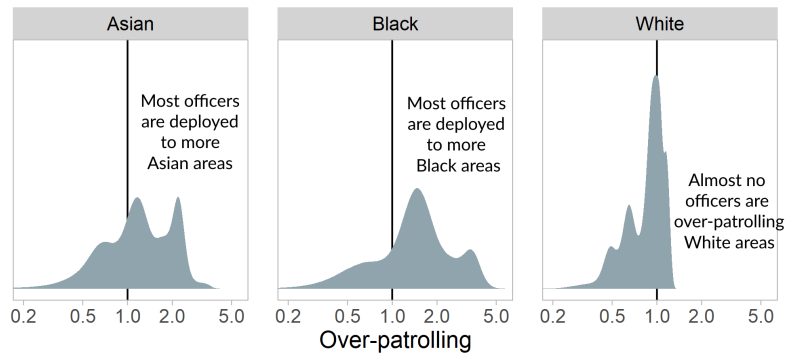 Asian
Black
White
Most officers
are deployed
to more
Asian areas
Most officers
are deployed
to more
Black areas
Almost no
officers are
over-patrolling
White areas
0.2 0.5 1.0 2.0 5.0
0.2 0.5 1.0 2.0 5.0
0.2 0.5 1.0 2.0 5.0
Over-patrolling